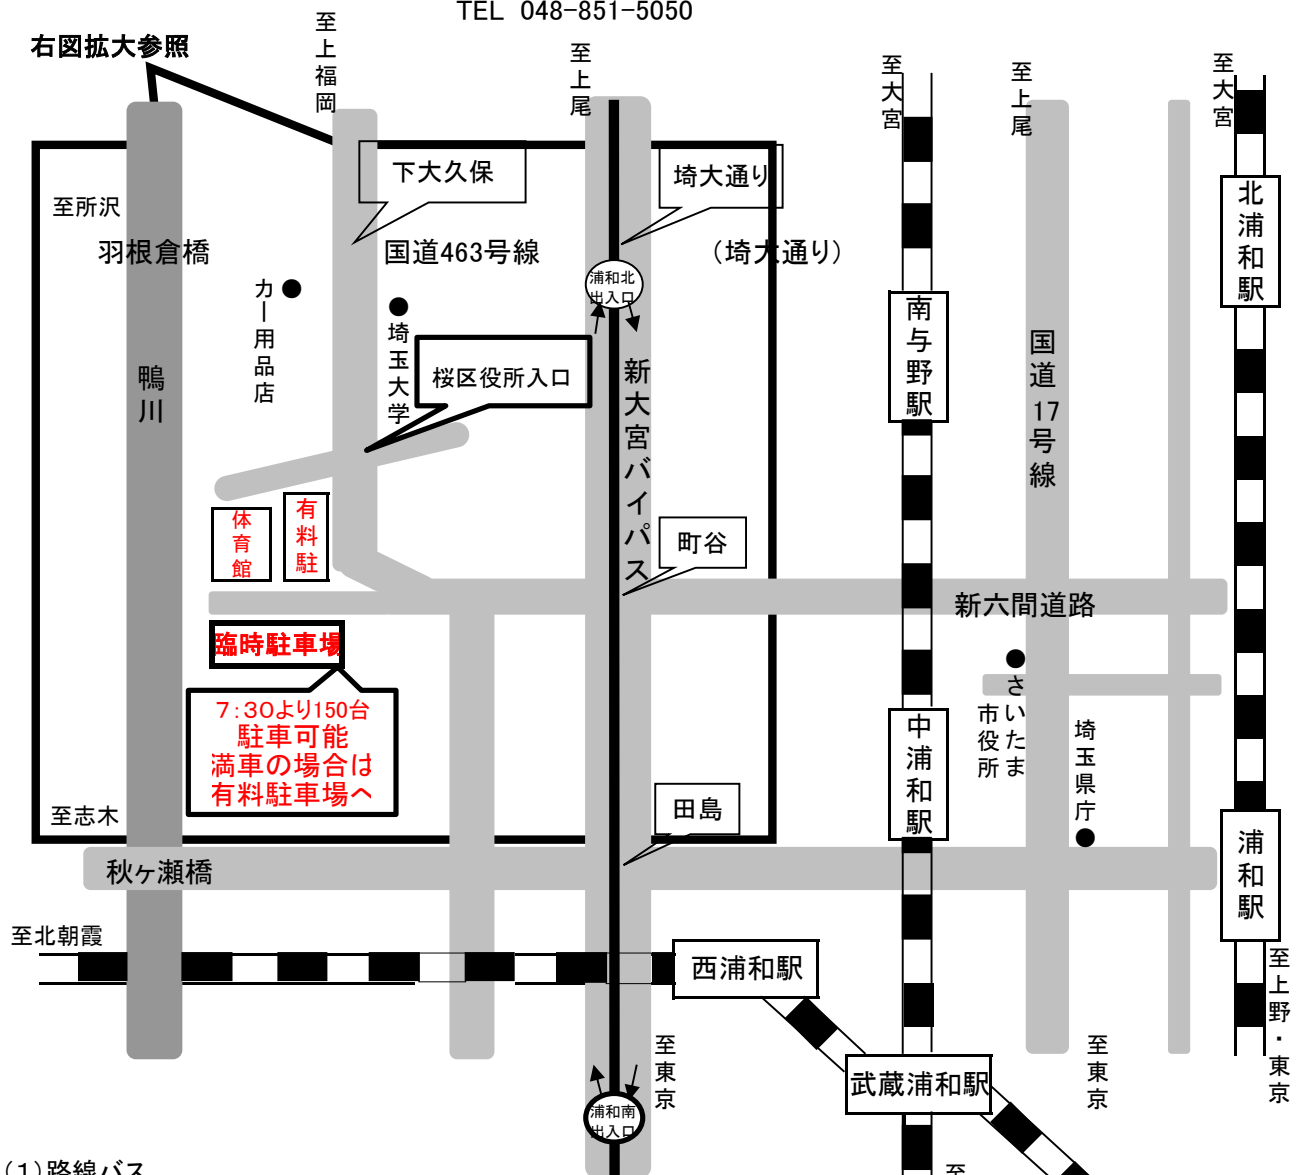 TEL 048-851-5050
右図拡大参照
至上福岡
至上尾
至大宮
至上尾
至大宮
下大久保
埼大通り
至所沢
羽根倉橋
国道463号線
(埼大通り)
北浦和駅
浦和北
出入口
カー用品店
埼玉大学
桜区役所入口
南与野駅
新大宮バイパス
国道17号線
鴨川
体育館
有料駐
町谷
新六間道路
臨時駐車場
7:30より150台
駐車可能
満車の場合は
有料駐車場へ
さいたま
市役所
埼玉県庁
中浦和駅
至志木
田島
浦和駅
秋ヶ瀬橋
至北朝霞
西浦和駅
至上野・東京
至東京
至東京
武蔵浦和駅
浦和南
出入口
(1)路線バス
至